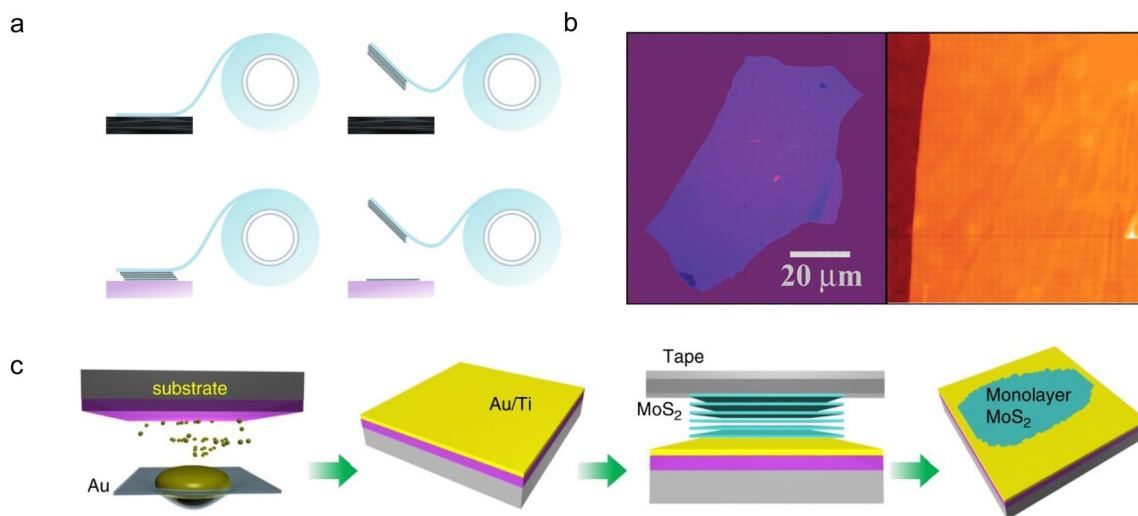 a
b
20 μm
c
substrate
Au
Au/Ti
Tape
MoS₂
Monolayer
MoS₂